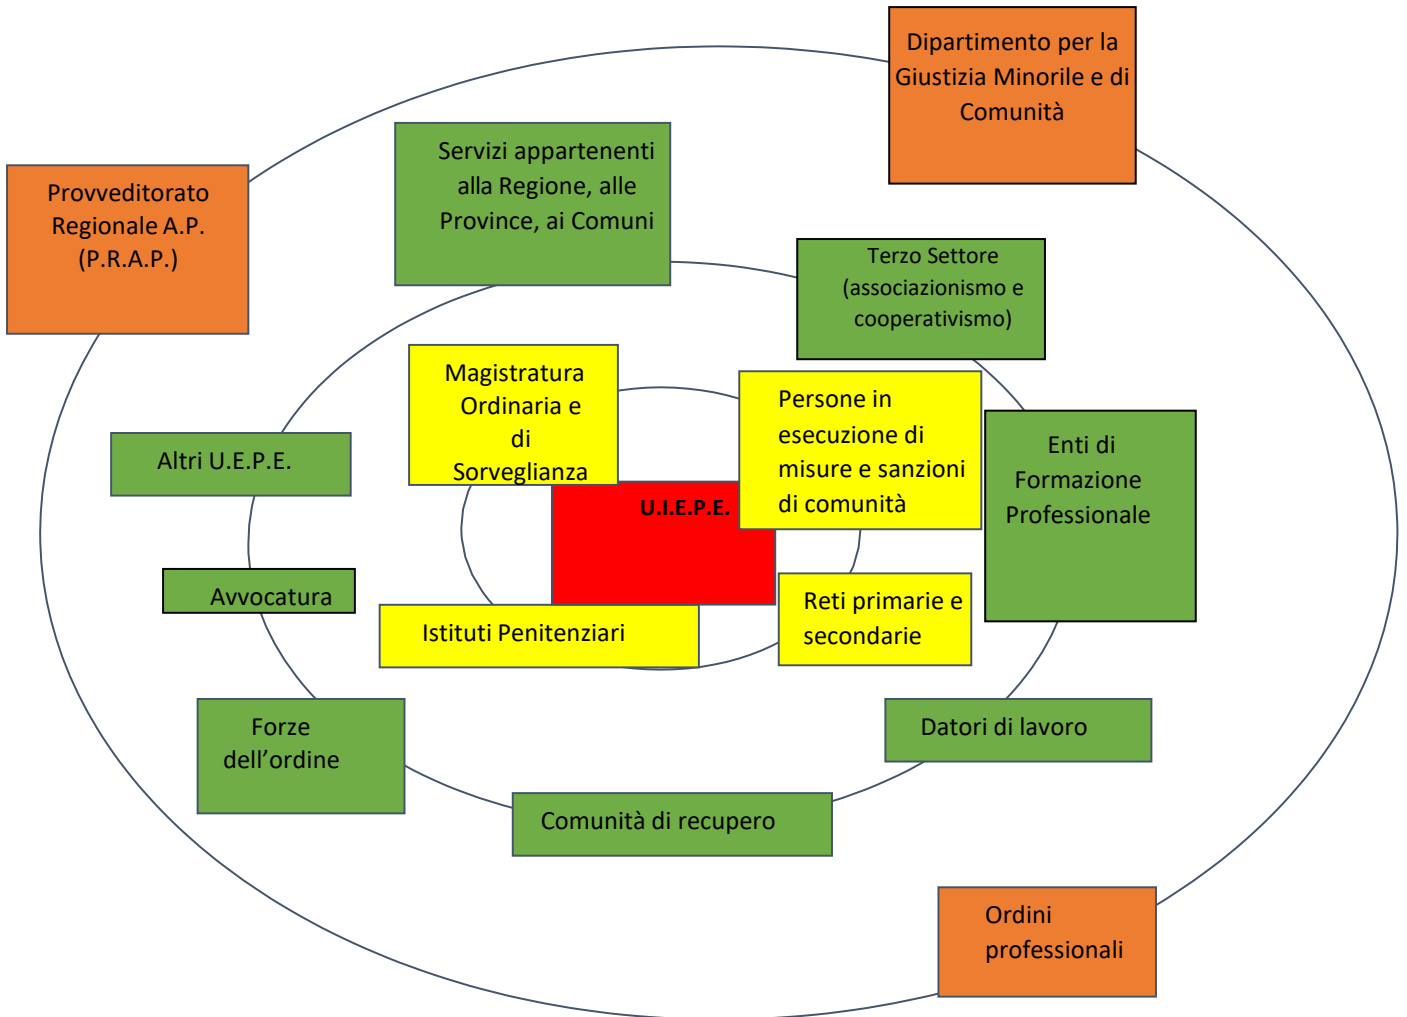 Dipartimento per la
Giustizia Minorile e di
Comunità
Servizi appartenenti
alla Regione, alle
Province, ai Comuni
Provveditorato
Regionale A.P.
(P.R.A.P.)
Terzo Settore
(associazionismo e
cooperativismo)
Magistratura
Ordinaria e
di
Sorveglianza
Persone in
esecuzione di
misure e sanzioni
di comunità
Altri U.E.P.E.
Enti di
Formazione
Professionale
U.I.E.P.E.
Avvocatura
Istituti Penitenziari
Reti primarie e
secondarie
Forze
dell’ordine
Datori di lavoro
Comunità di recupero
Ordini
professionali